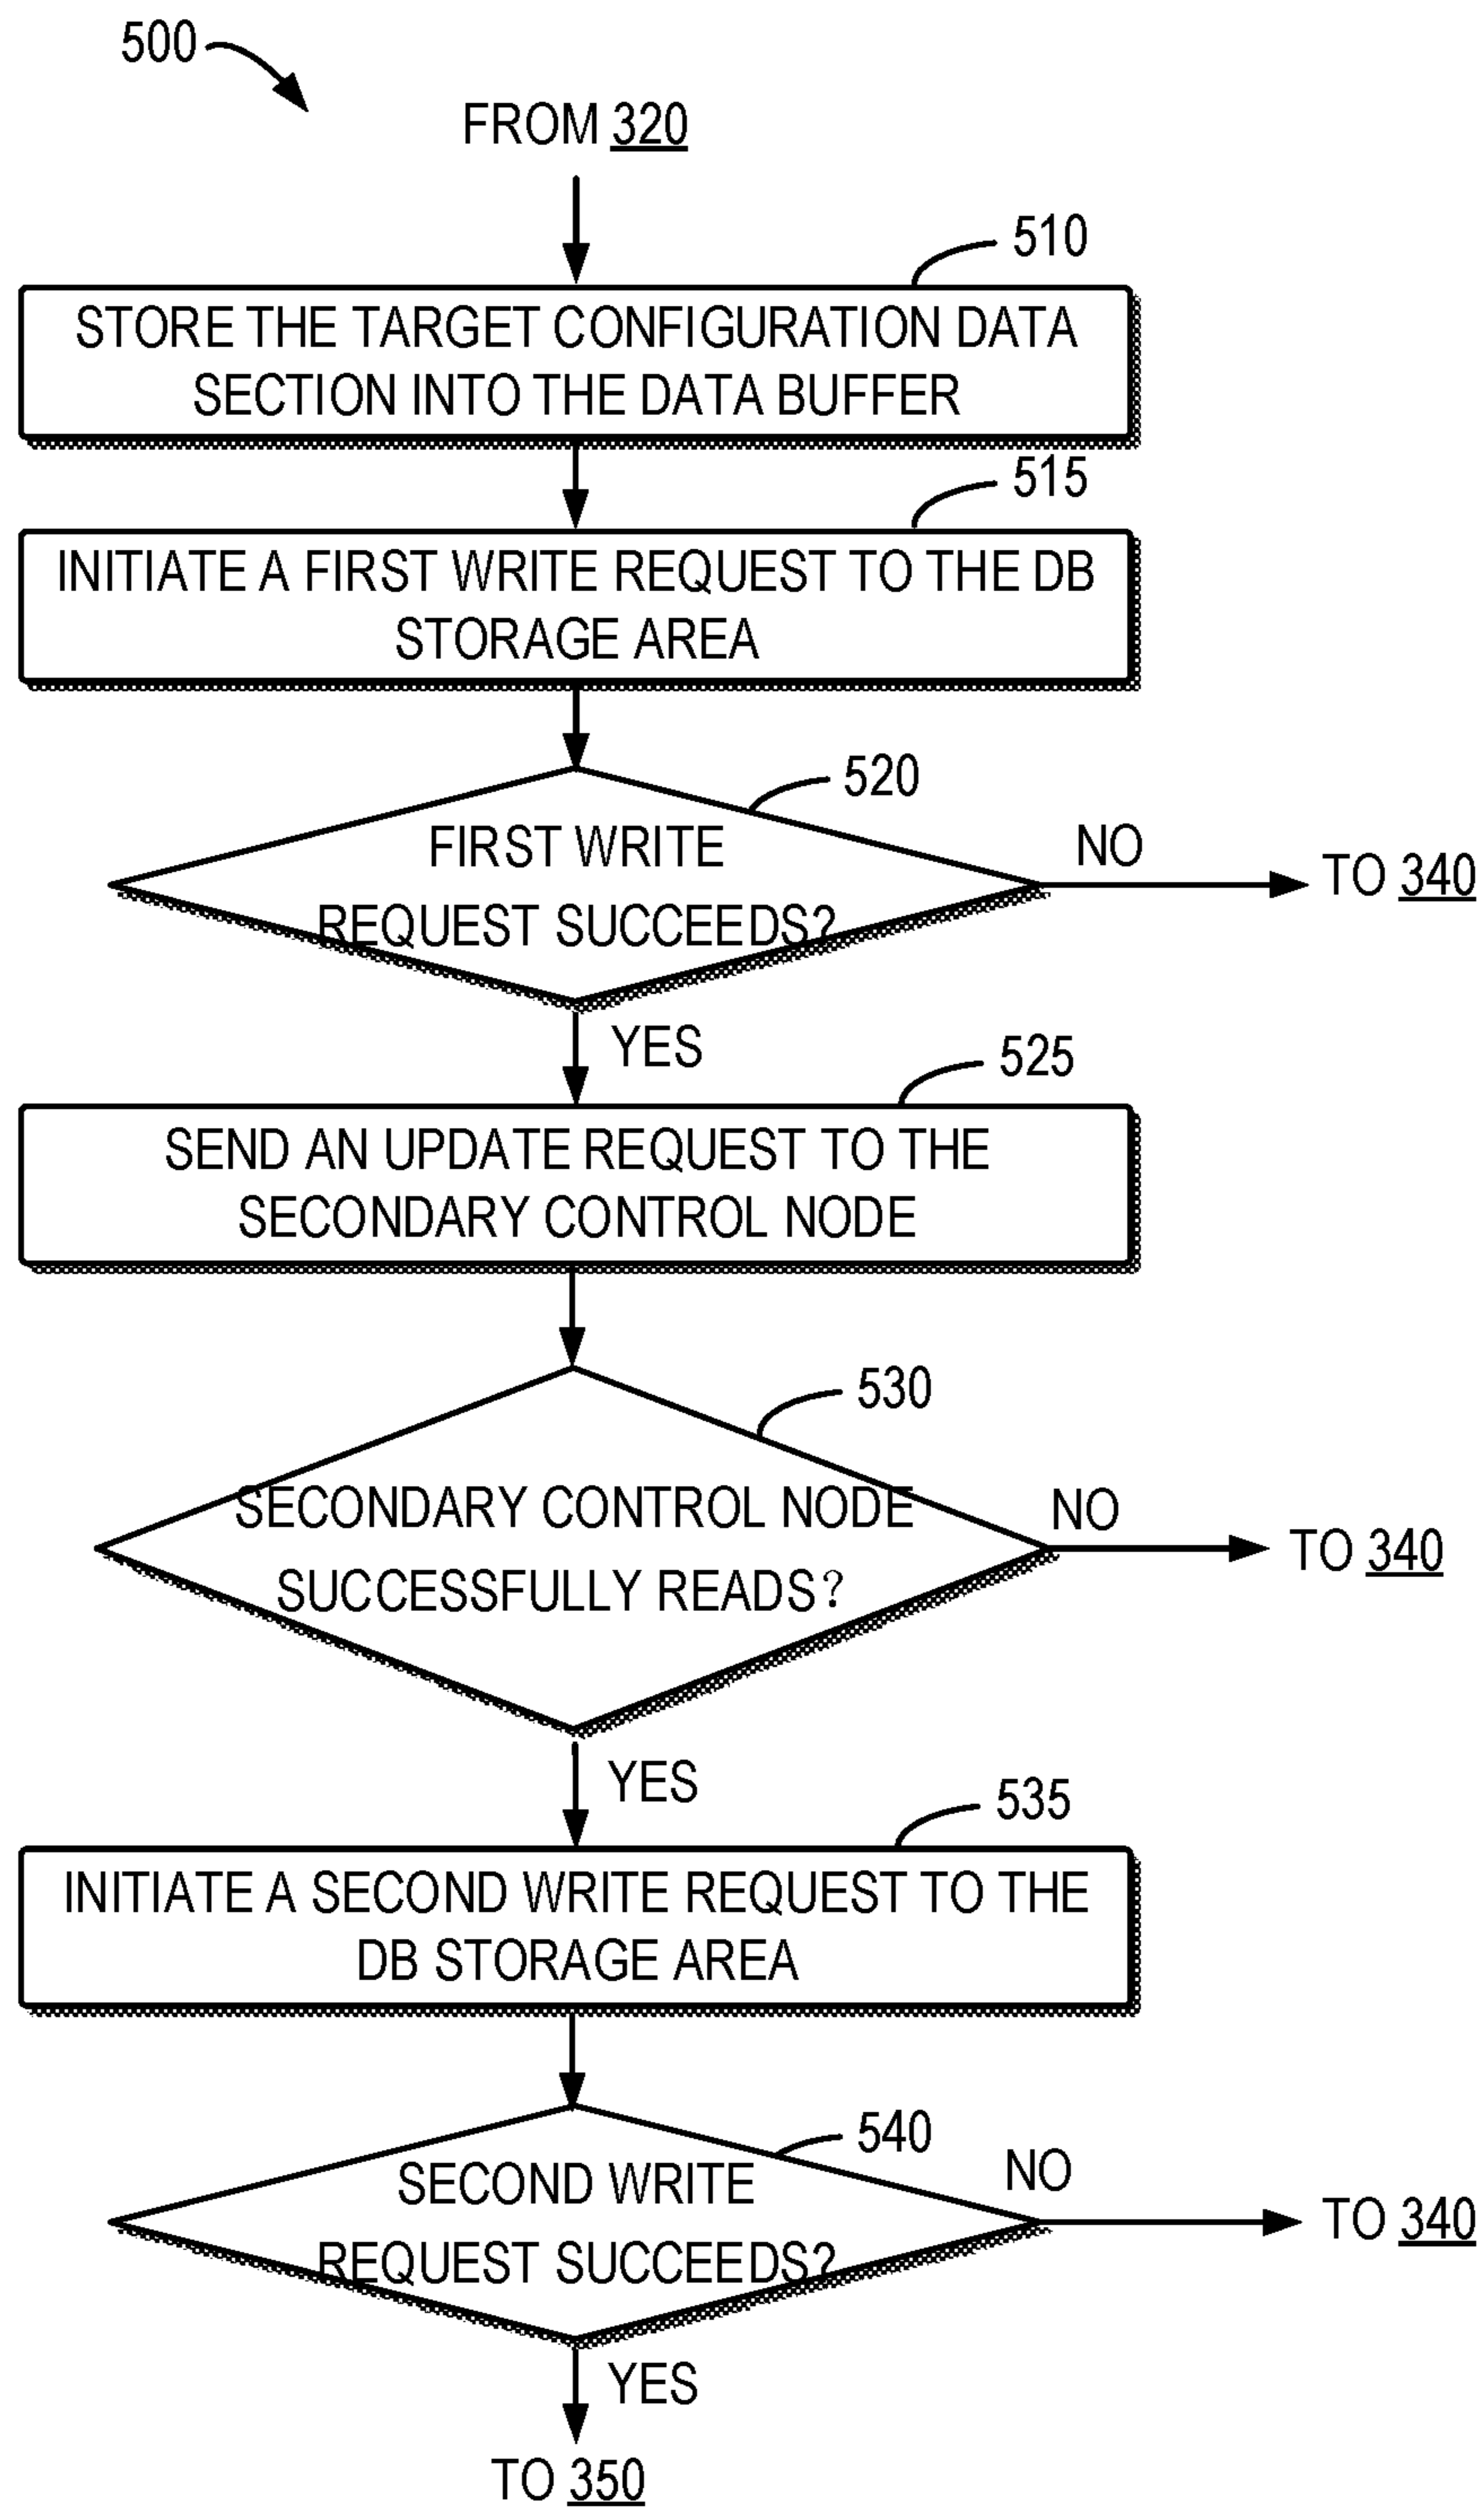 500
FROM 320
510
STORE THE TARGET CONFIGURATION DATA
SECTION INTO THE DATA BUFFER
515
INITIATE A FIRST WRITE REQUEST TO THE DB
STORAGE AREA
520
FIRST WRITE
REQUEST SUCCEEDS?
NO
TO 340
YES
525
SEND AN UPDATE REQUEST TO THE
SECONDARY CONTROL NODE
530
SECONDARY CONTROL NODE
SUCCESSFULLY READS?
NO
TO 340
YES
535
INITIATE A SECOND WRITE REQUEST TO THE
DB STORAGE AREA
540
SECOND WRITE
REQUEST SUCCEEDS?
NO
TO 340
YES
TO 350